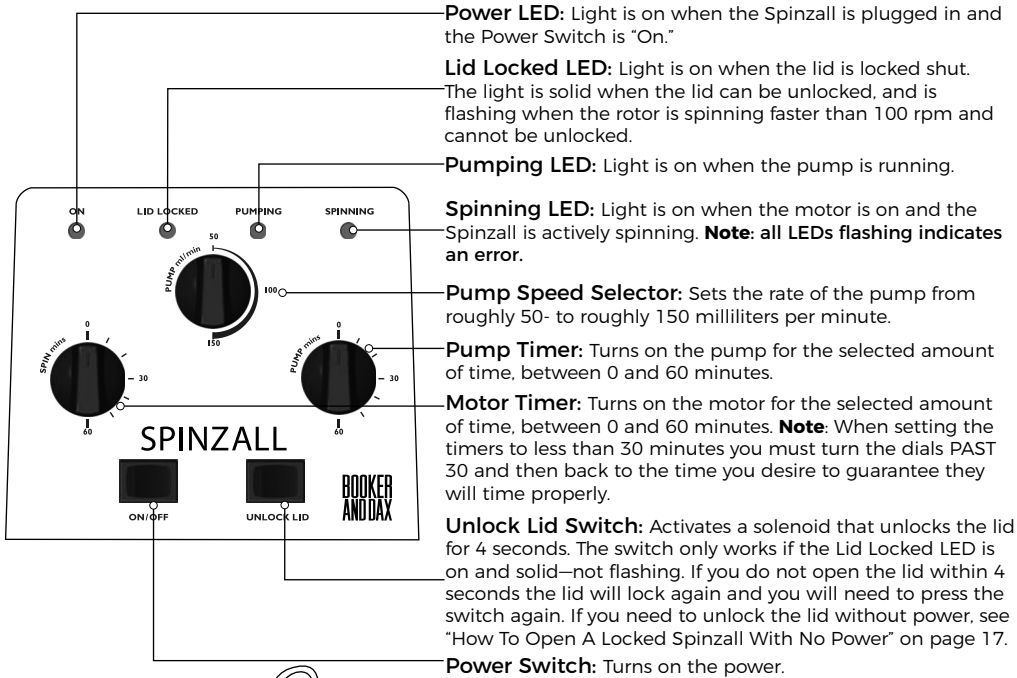 Power LED: Light is on when the Spinzall is plugged in and
the Power Switch is “On.”
Lid Locked LED: Light is on when the lid is locked shut.
The light is solid when the lid can be unlocked, and is
flashing when the rotor is spinning faster than 100 rpm and
cannot be unlocked.
Pumping LED: Light is on when the pump is running.
Spinning LED: Light is on when the motor is on and the
Spinzall is actively spinning. Note: all LEDs flashing indicates
an error.
Pump Speed Selector: Sets the rate of the pump from
roughly 50- to roughly 150 milliliters per minute.
Pump Timer: Turns on the pump for the selected amount
of time, between 0 and 60 minutes.
Motor Timer: Turns on the motor for the selected amount
of time, between 0 and 60 minutes. Note: When setting the
timers to less than 30 minutes you must turn the dials PAST
30 and then back to the time you desire to guarantee they
will time properly.
Unlock Lid Switch: Activates a solenoid that unlocks the lid
for 4 seconds. The switch only works if the Lid Locked LED is
on and solid—not flashing. If you do not open the lid within 4
seconds the lid will lock again and you will need to press the
switch again. If you need to unlock the lid without power, see
“How To Open A Locked Spinzall With No Power” on page 17.
Power Switch: Turns on the power.
ON LID LOCKED PUMPING SPINNING
PUMP ml/min
50
100
150
SPIN mins
0
30
60
PUMP mins
0
30
60
SPINZALL
ON/OFF
UNLOCK LID
BOOKER
AND DAX